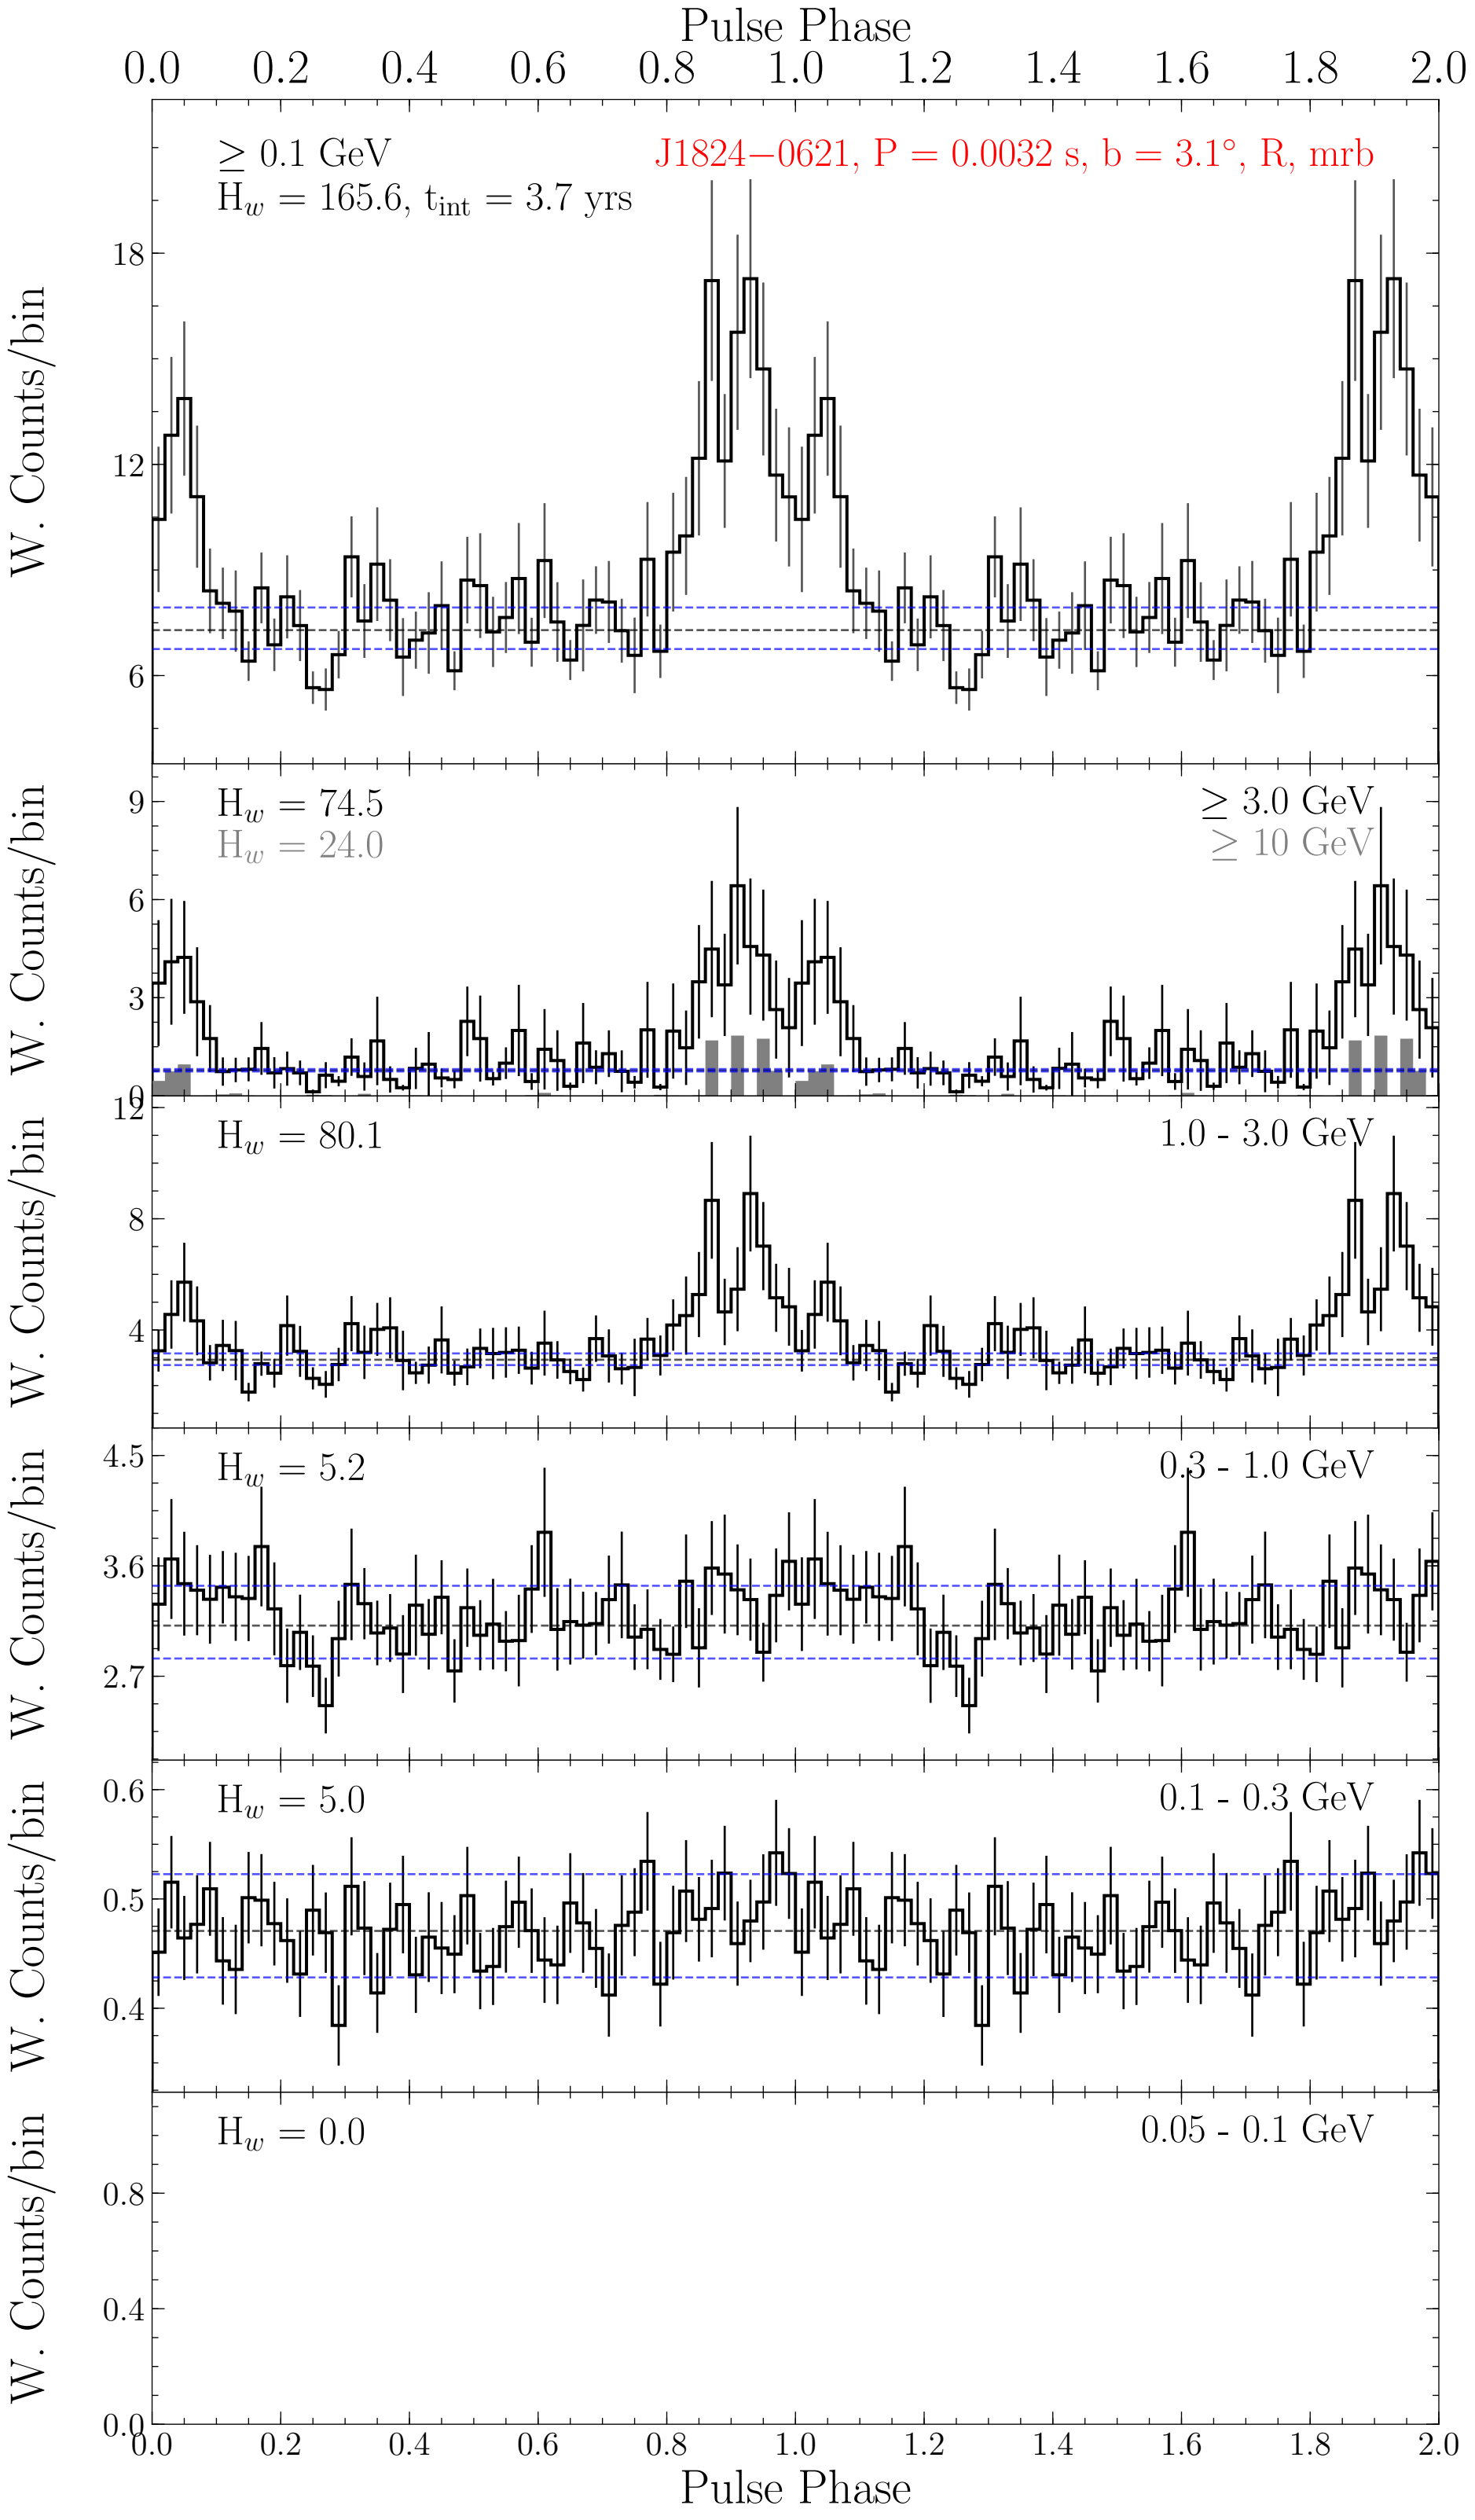 Pulse Phase
0.0 0.2 0.4 0.6 0.8 1.0 1.2 1.4 1.6 1.8 2.0
≥ 0.1 GeV
J1824−0621, P = 0.0032 s, b = 3.1°, R, mrb
H_w = 165.6, t_int = 3.7 yrs
18
12
6
W. Counts/bin
H_w = 74.5
≥ 3.0 GeV
H_w = 24.0
≥ 10 GeV
9
6
3
0
W. Counts/bin
H_w = 80.1
1.0 - 3.0 GeV
12
8
4
W. Counts/bin
H_w = 5.2
0.3 - 1.0 GeV
4.5
3.6
2.7
W. Counts/bin
H_w = 5.0
0.1 - 0.3 GeV
0.6
0.5
0.4
W. Counts/bin
H_w = 0.0
0.05 - 0.1 GeV
0.8
0.4
0.0
W. Counts/bin
0.0 0.2 0.4 0.6 0.8 1.0 1.2 1.4 1.6 1.8 2.0
Pulse Phase